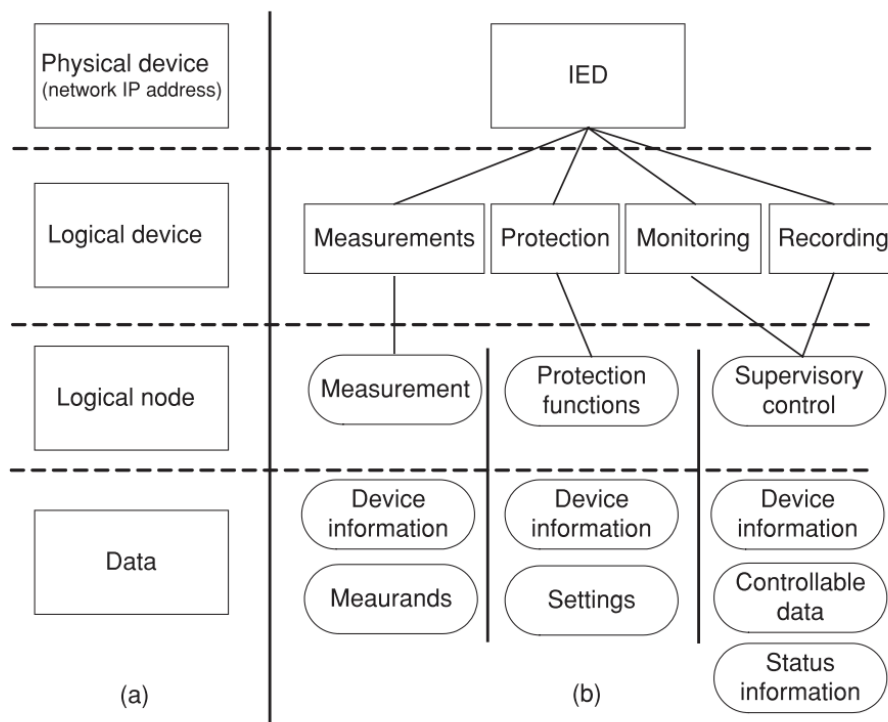 Physical device
(network IP address)
IED
Logical device
Measurements
Protection
Monitoring
Recording
Logical node
Measurement
Protection
functions
Supervisory
control
Data
Device
information
Device
information
Device
information
Meaurands
Settings
Controllable
data
Status
information
(a)
(b)